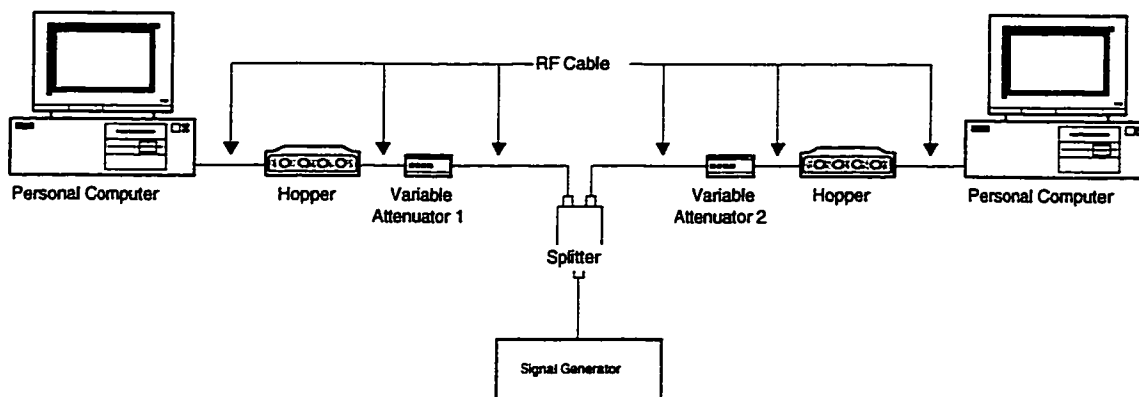 RF Cable
Personal Computer
Hopper
Variable
Attenuator 1
Variable
Attenuator 2
Hopper
Personal Computer
Splitter
Signal Generator